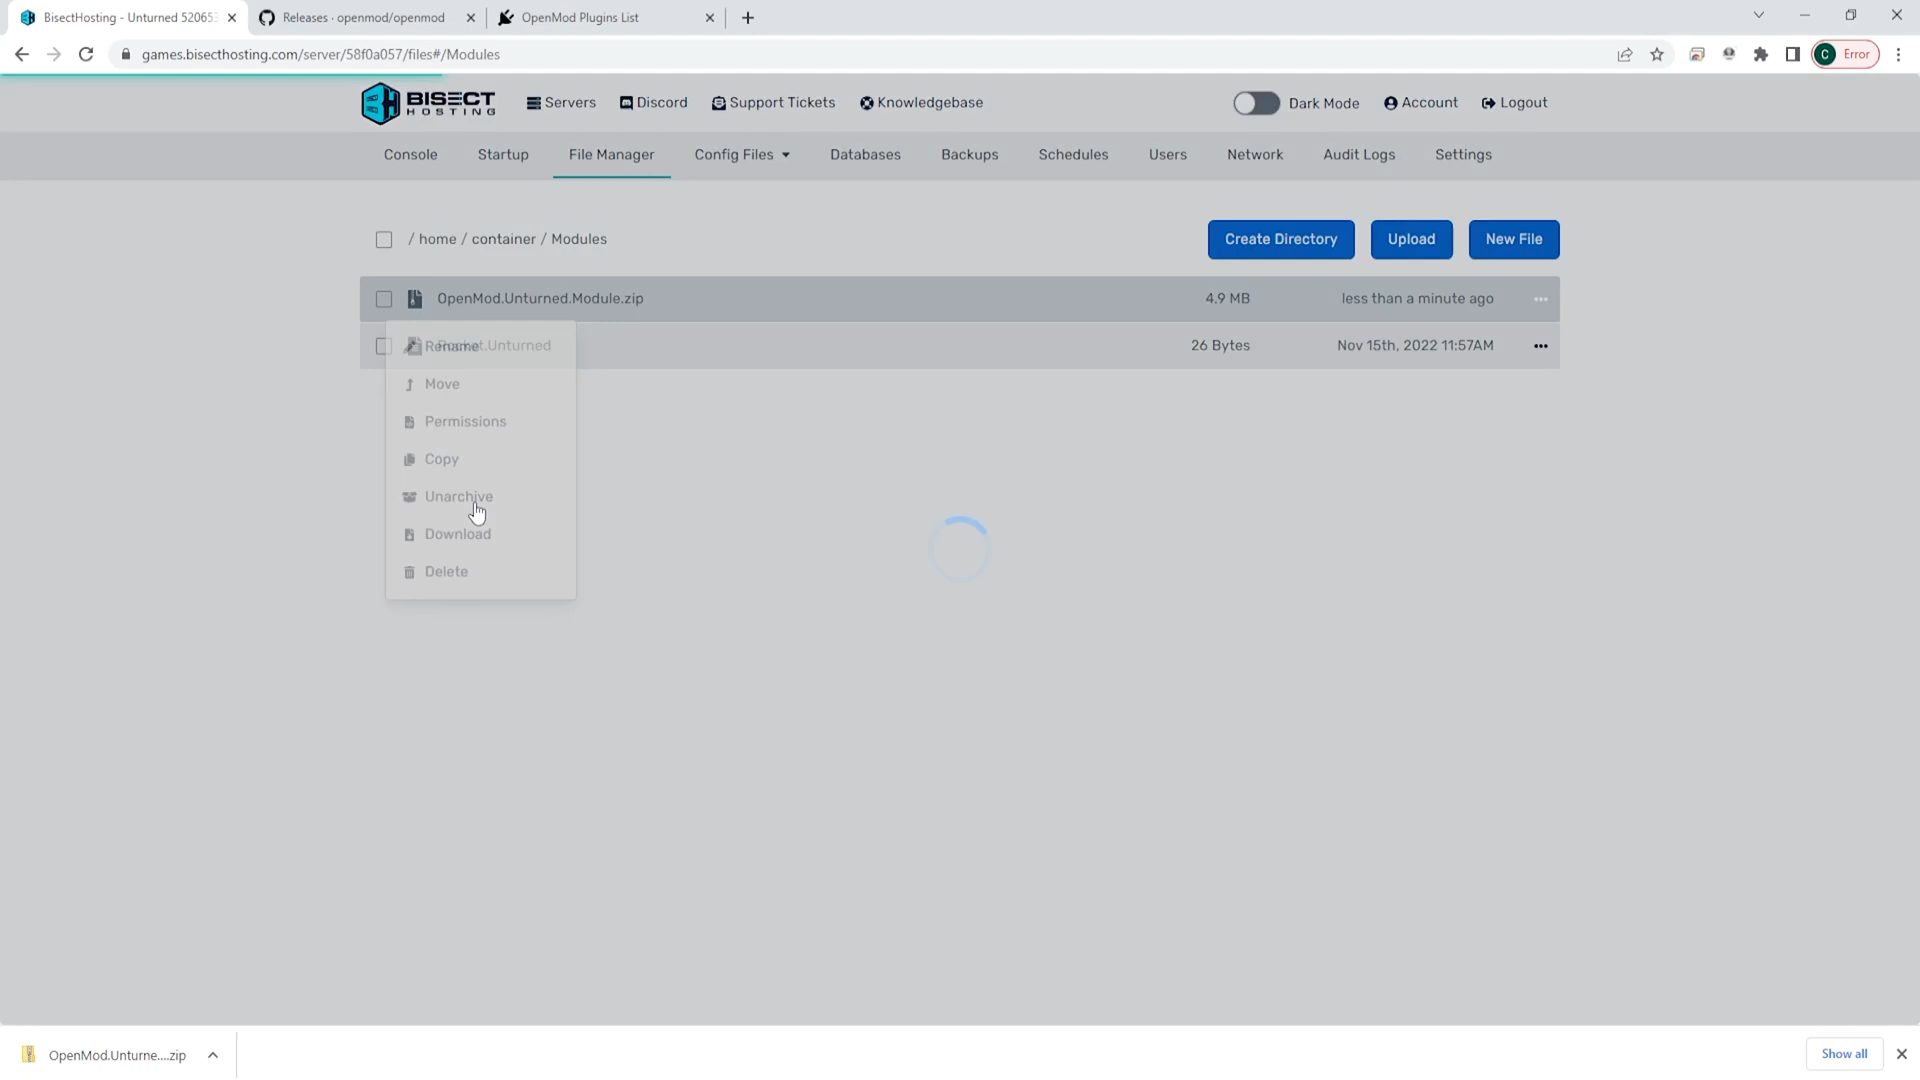 BisectHosting - Unturned 52065
Releases · openmod/openmod
OpenMod Plugins List
games.bisecthosting.com/server/58f0a057/files#/Modules
C
Error
BISECT
HOSTING
Servers
Discord
Support Tickets
Knowledgebase
Dark Mode
Account
Logout
Console
Startup
File Manager
Config Files
Databases
Backups
Schedules
Users
Network
Audit Logs
Settings
/ home / container / Modules
Create Directory
Upload
New File
OpenMod.Unturned.Module.zip
4.9 MB
less than a minute ago
Rocket.Unturned
26 Bytes
Nov 15th, 2022 11:57AM
Rename
Move
Permissions
Copy
Unarchive
Download
Delete
OpenMod.Unturne....zip
Show all